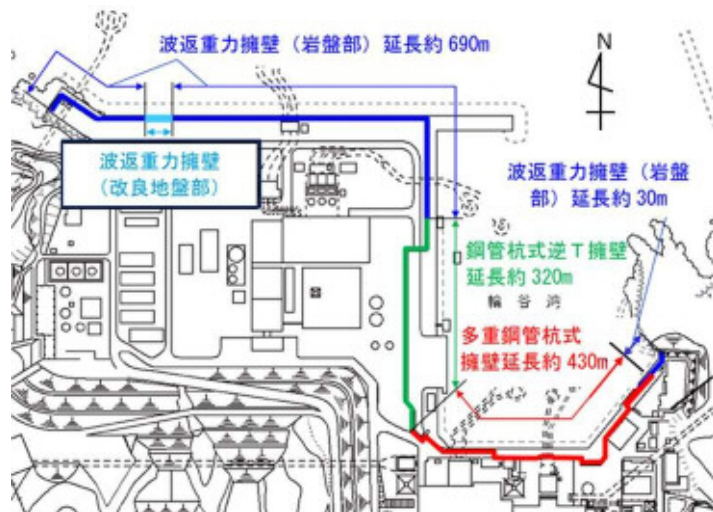 波返重力擁壁（岩盤部）延長約 690m
N
波返重力擁壁
（改良地盤部）
波返重力擁壁（岩盤
部）延長約 30m
鋼管杭式逆Ｔ擁壁
延長約 320m
輪谷湾
多重鋼管杭式
擁壁延長約 430m